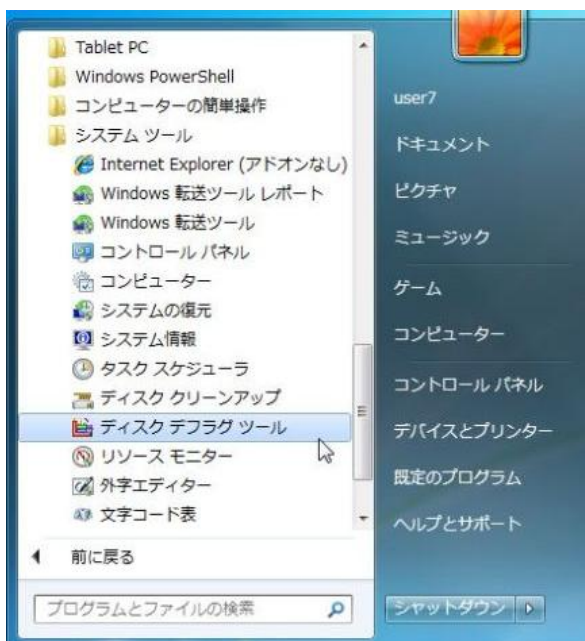 Tablet PC
Windows PowerShell
コンピューターの簡単操作
システム ツール
Internet Explorer (アドオンなし)
Windows 転送ツール レポート
Windows 転送ツール
コントロール パネル
コンピューター
システムの復元
システム情報
タスク スケジューラ
ディスク クリーンアップ
ディスク デフラグ ツール
リソース モニター
外字エディター
文字コード表
前に戻る
プログラムとファイルの検索
user7
ドキュメント
ピクチャ
ミュージック
ゲーム
コンピューター
コントロール パネル
デバイスとプリンター
既定のプログラム
ヘルプとサポート
シャットダウン